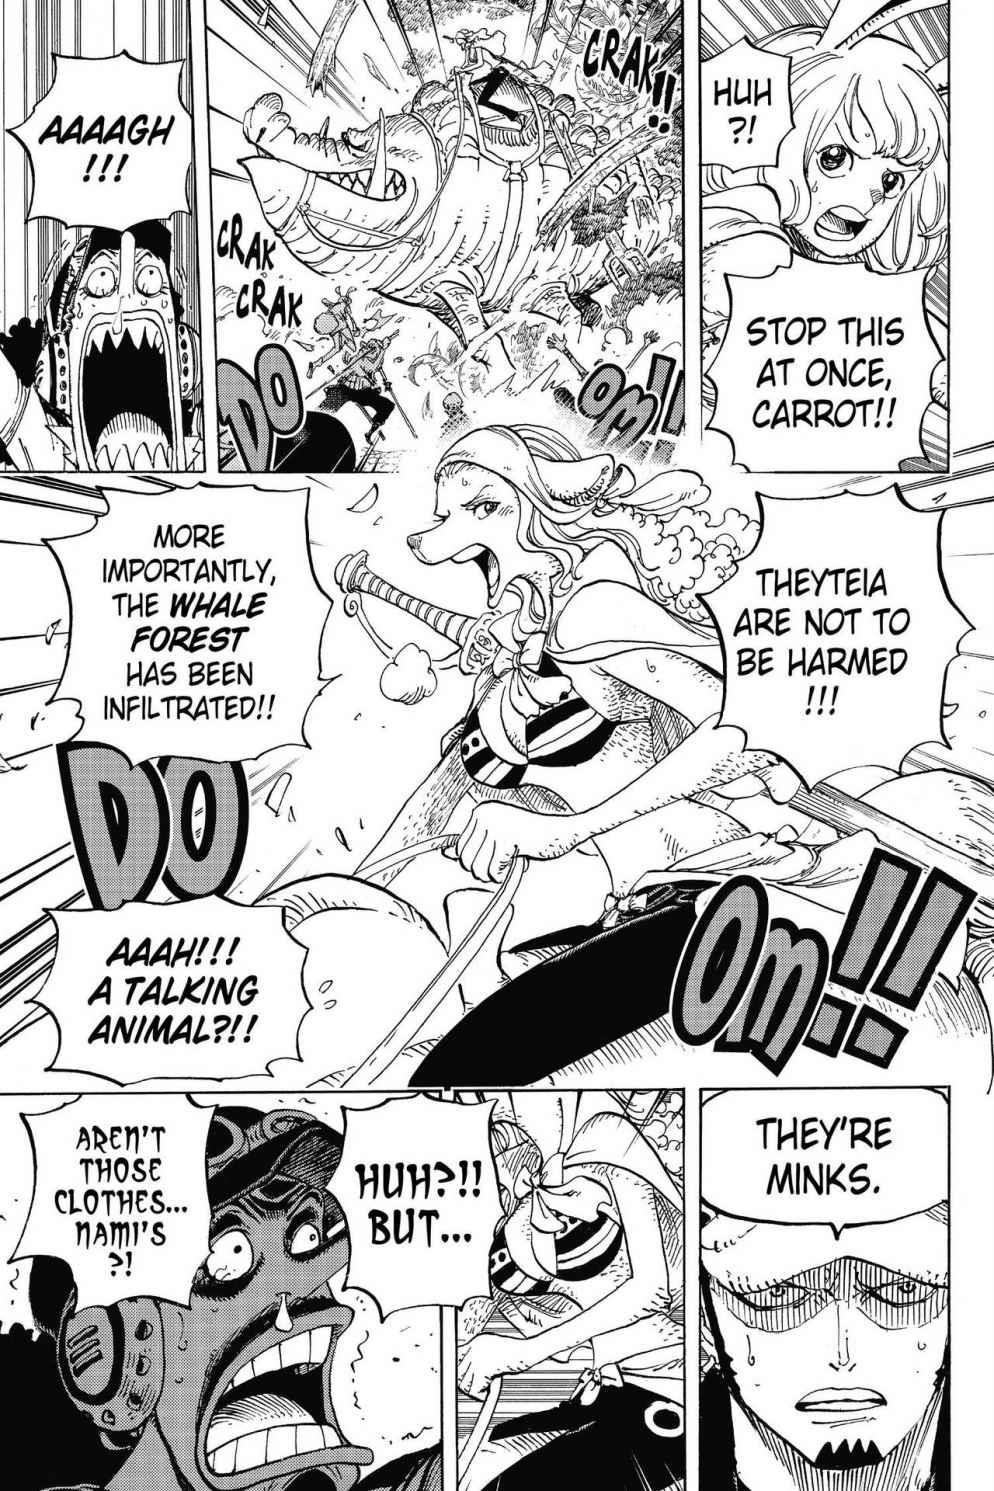 HUH
?!
STOP THIS
AT ONCE,
CARROT!!
CRAK!!
CRAK
CRAK
DO
OM!!
AAAAGH
!!!
THEYTEIA
ARE NOT TO
BE HARMED
!!!
MORE
IMPORTANTLY,
THE WHALE
FOREST
HAS BEEN
INFILTRATED!!
DO
OM!!
AAAH!!!
A TALKING
ANIMAL?!!
THEY'RE
MINKS.
HUH?!!
BUT...
AREN'T
THOSE
CLOTHES...
NAMI'S
?!